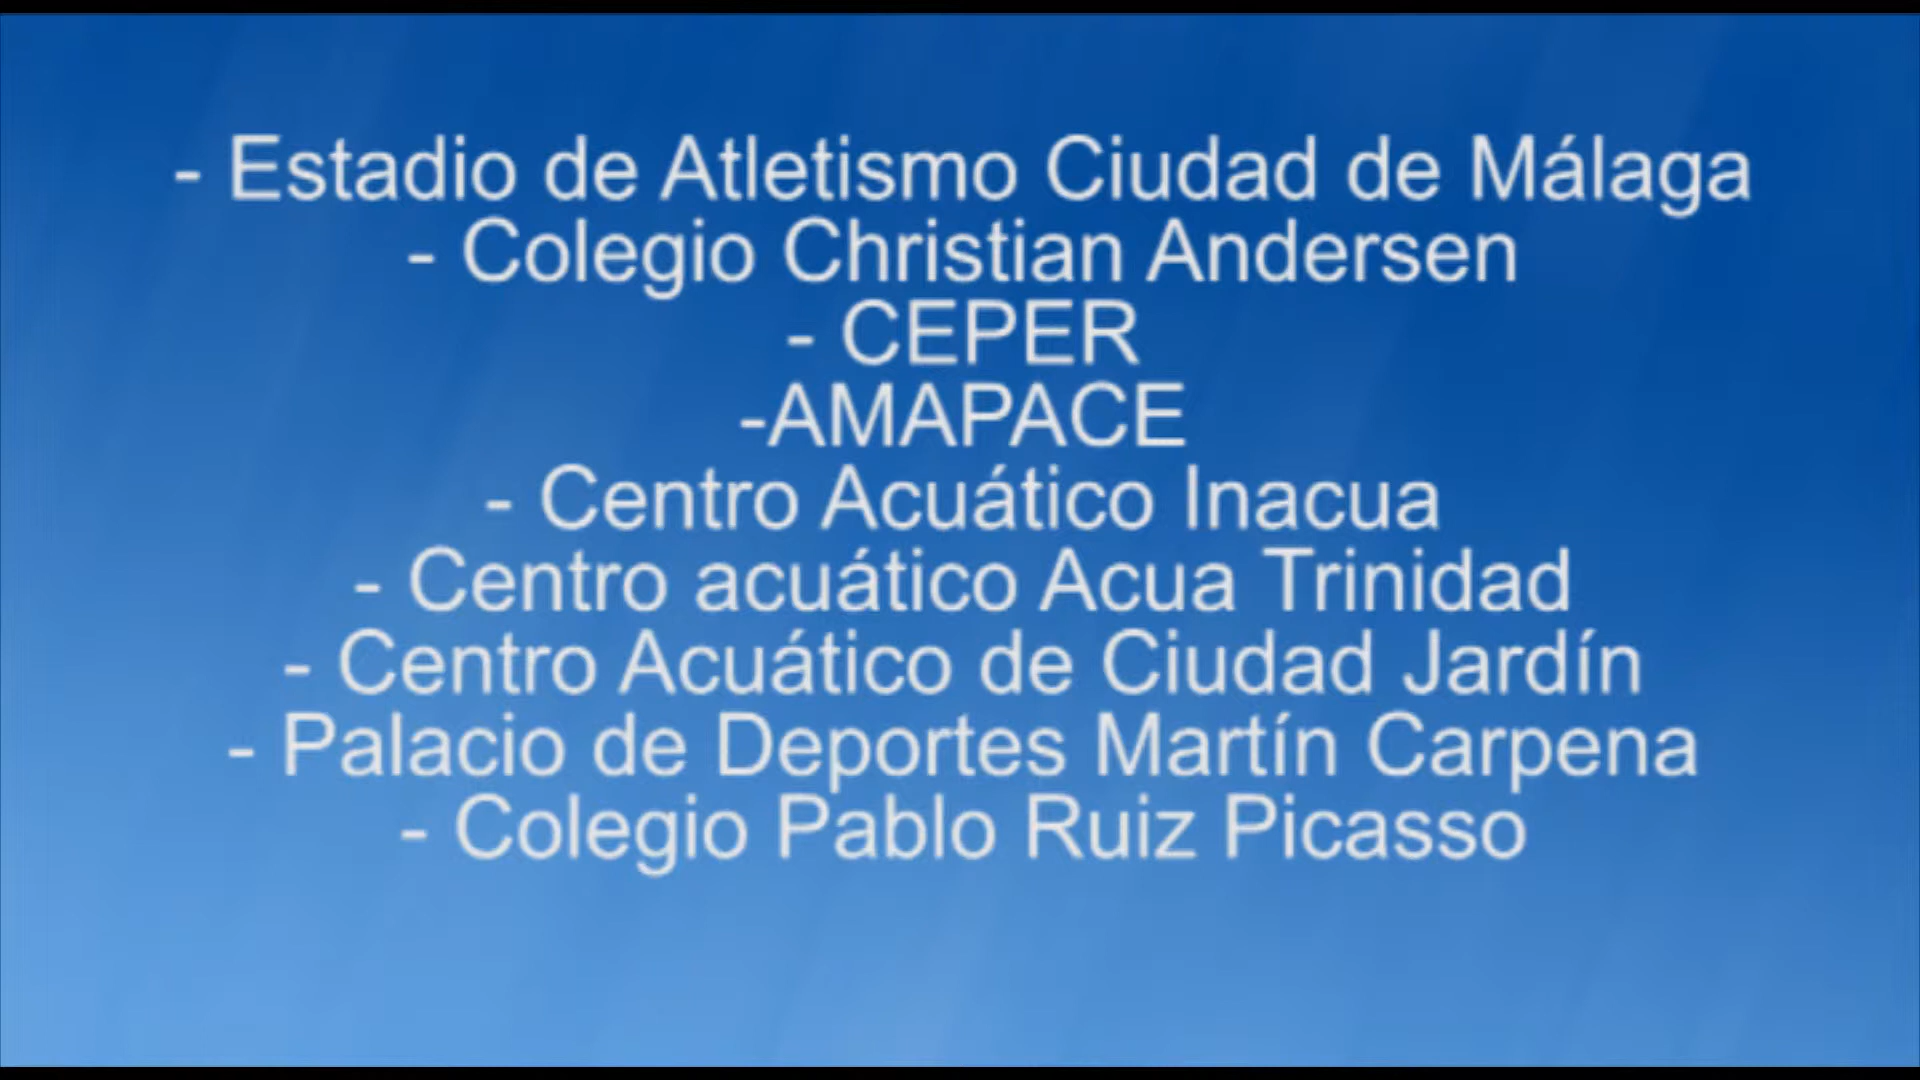 - Estadio de Atletismo Ciudad de Málaga
- Colegio Christian Andersen
- CEPER
-AMAPACE
- Centro Acuático Inacua
- Centro acuático Acua Trinidad
- Centro Acuático de Ciudad Jardín
- Palacio de Deportes Martín Carpena
- Colegio Pablo Ruiz Picasso